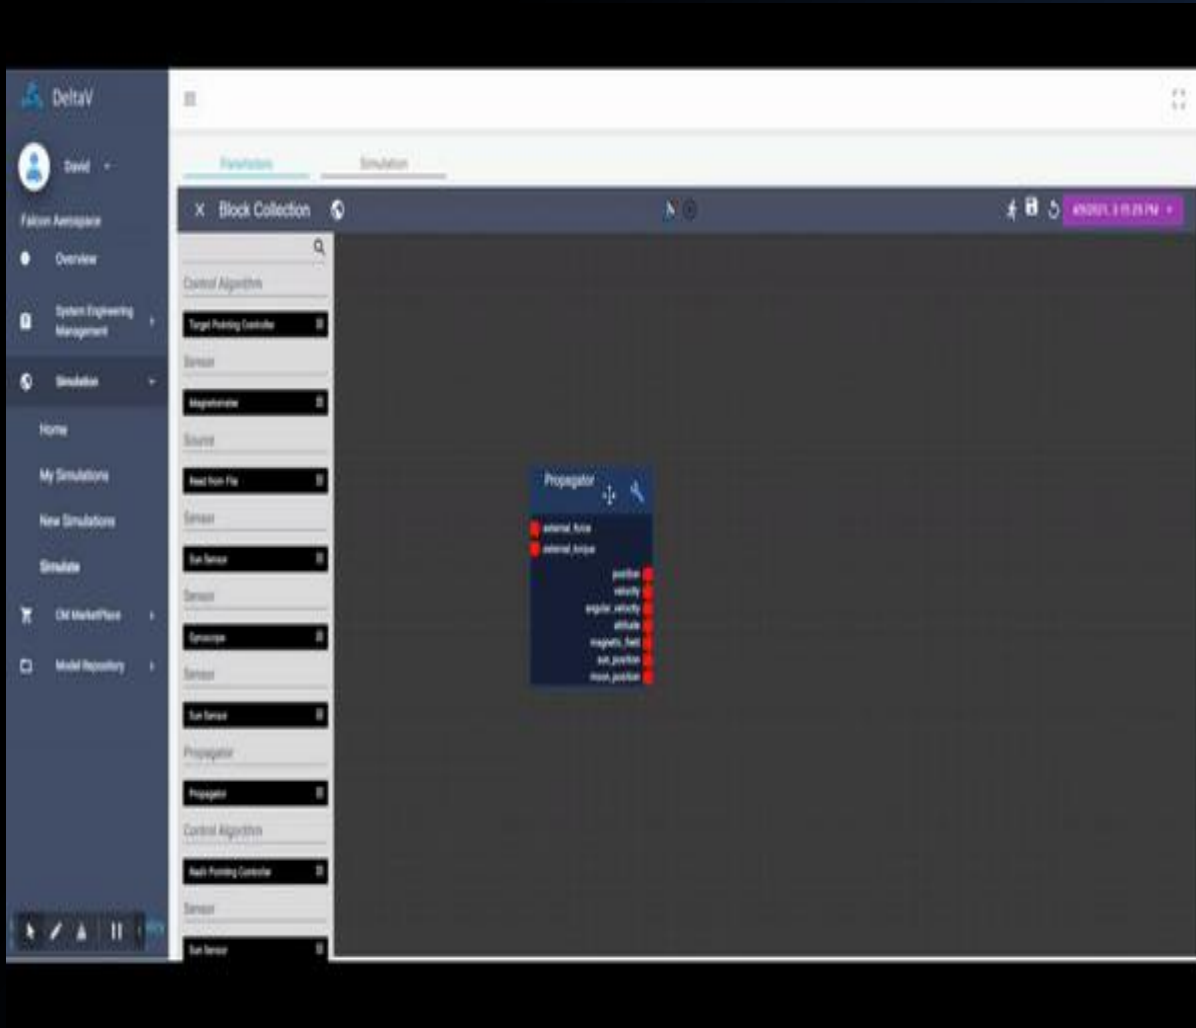 DeltaV
David
Falcon Aerospace
Overview
System Engineering
Management
Simulation
Home
My Simulations
New Simulations
Simulate
CM MarketPlace
Model Repository
Parameters
Simulation
Block Collection
Control Algorithm
Target Pointing Controller
Sensor
Magnetometer
Source
Read from File
Sensor
Sun Sensor
Sensor
Gyroscope
Sensor
Sun Sensor
Propagator
Propagator
Control Algorithm
Nadir Pointing Controller
Sensor
Sun Sensor
Propagator
external_force
external_torque
position
velocity
angular_velocity
attitude
magnetic_field
sun_position
moon_position